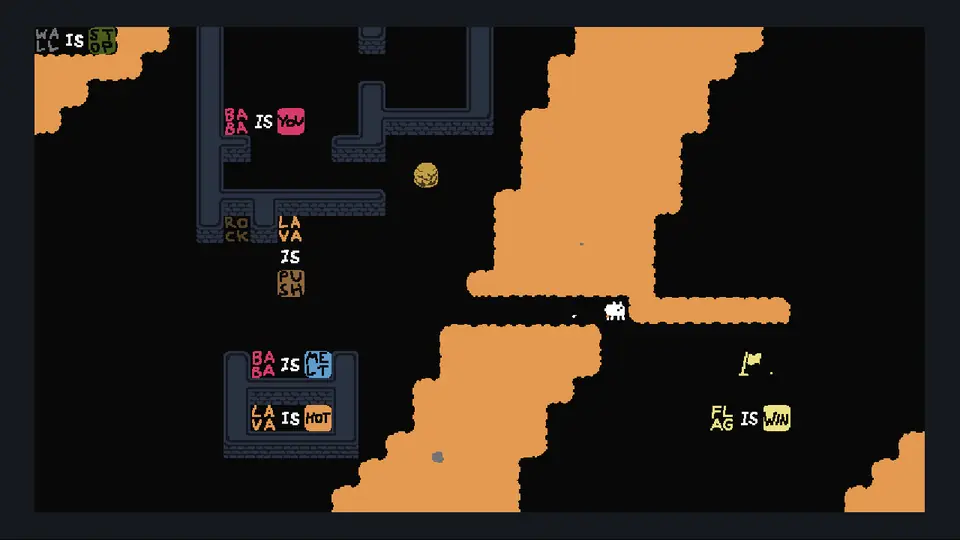 WALL IS STOP
BABA IS YOU
ROCK LAVA
IS
PUSH
BABA IS MELT
LAVA IS HOT
FLAG IS WIN